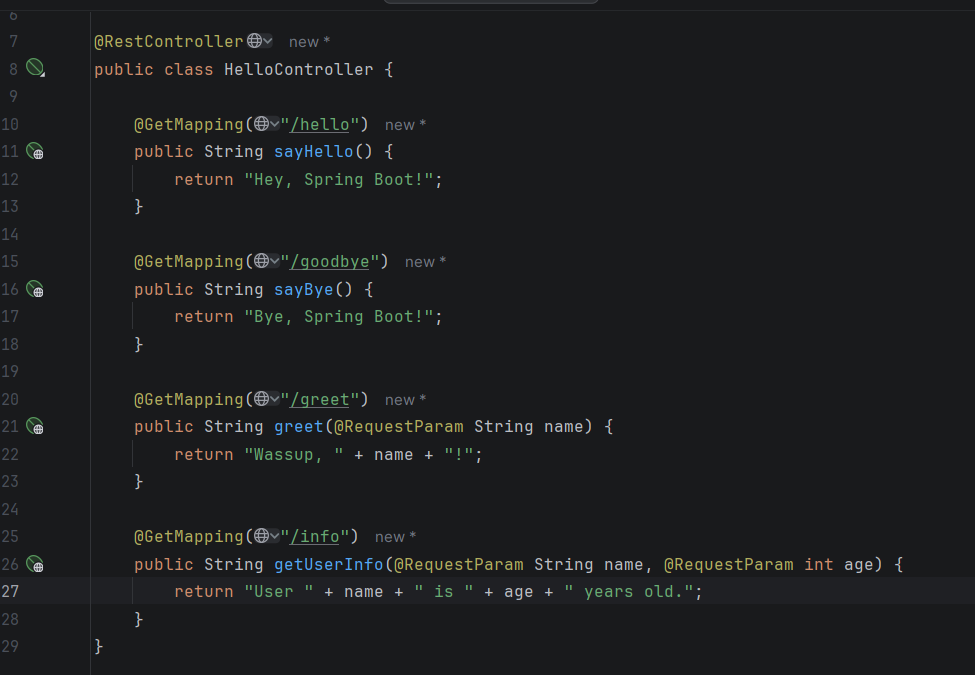 6
7 @RestController new *
8 public class HelloController {
9
10 @GetMapping("/hello") new *
11 public String sayHello() {
12 return "Hey, Spring Boot!";
13 }
14
15 @GetMapping("/goodbye") new *
16 public String sayBye() {
17 return "Bye, Spring Boot!";
18 }
19
20 @GetMapping("/greet") new *
21 public String greet(@RequestParam String name) {
22 return "Wassup, " + name + "!";
23 }
24
25 @GetMapping("/info") new *
26 public String getUserInfo(@RequestParam String name, @RequestParam int age) {
27 return "User " + name + " is " + age + " years old.";
28 }
29 }